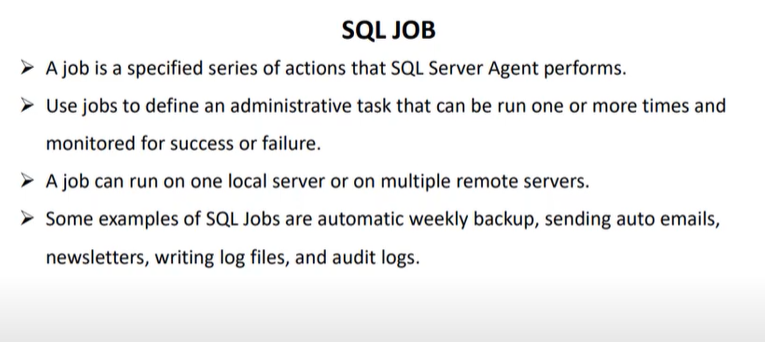 SQL JOB
➢ A job is a specified series of actions that SQL Server Agent performs.
➢ Use jobs to define an administrative task that can be run one or more times and
monitored for success or failure.
➢ A job can run on one local server or on multiple remote servers.
➢ Some examples of SQL Jobs are automatic weekly backup, sending auto emails,
newsletters, writing log files, and audit logs.